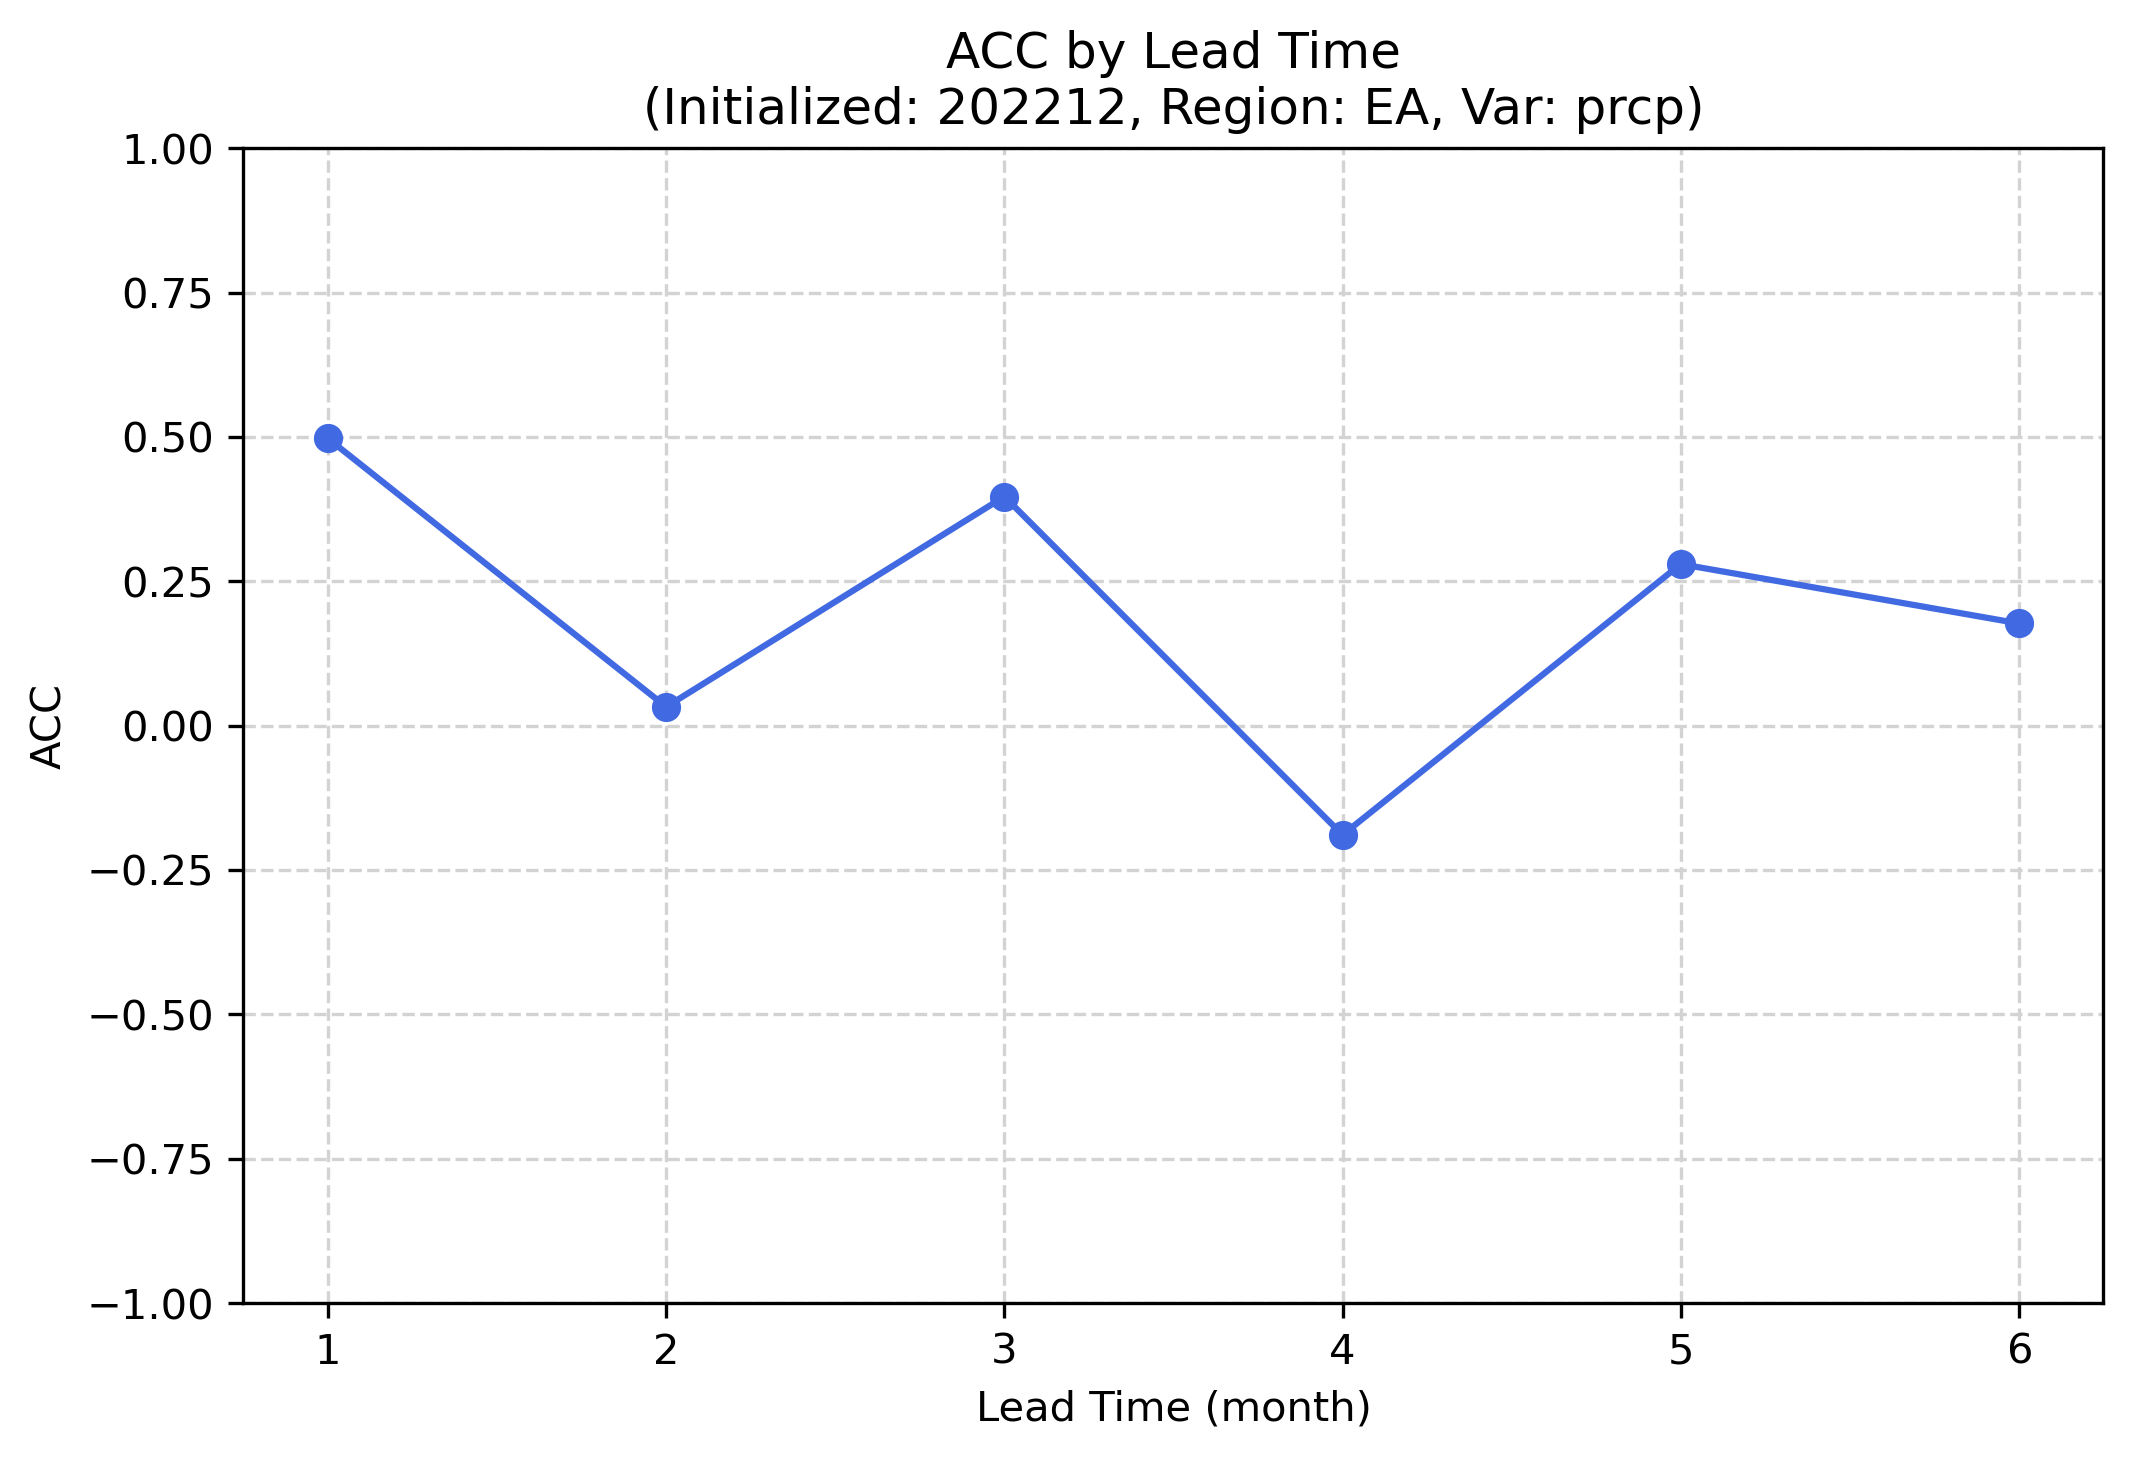 ACC by Lead Time
(Initialized: 202212, Region: EA, Var: prcp)
1.00
0.75
0.50
0.25
0.00
−0.25
−0.50
−0.75
−1.00
ACC
1 2 3 4 5 6
Lead Time (month)